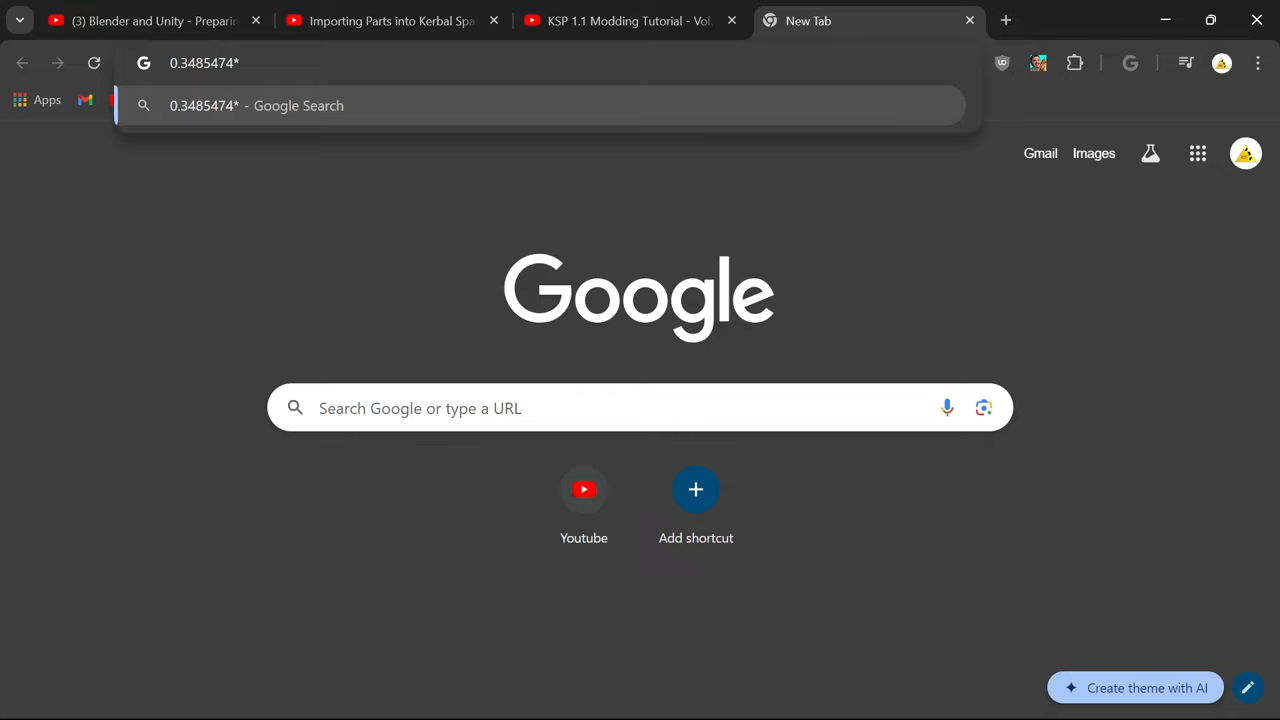 (3) Blender and Unity - Preparin
Importing Parts into Kerbal Spa
KSP 1.1 Modding Tutorial - Vol.
New Tab
0.3485474*
Apps
0.3485474* - Google Search
Gmail
Images
Google
Search Google or type a URL
Youtube
Add shortcut
Create theme with AI